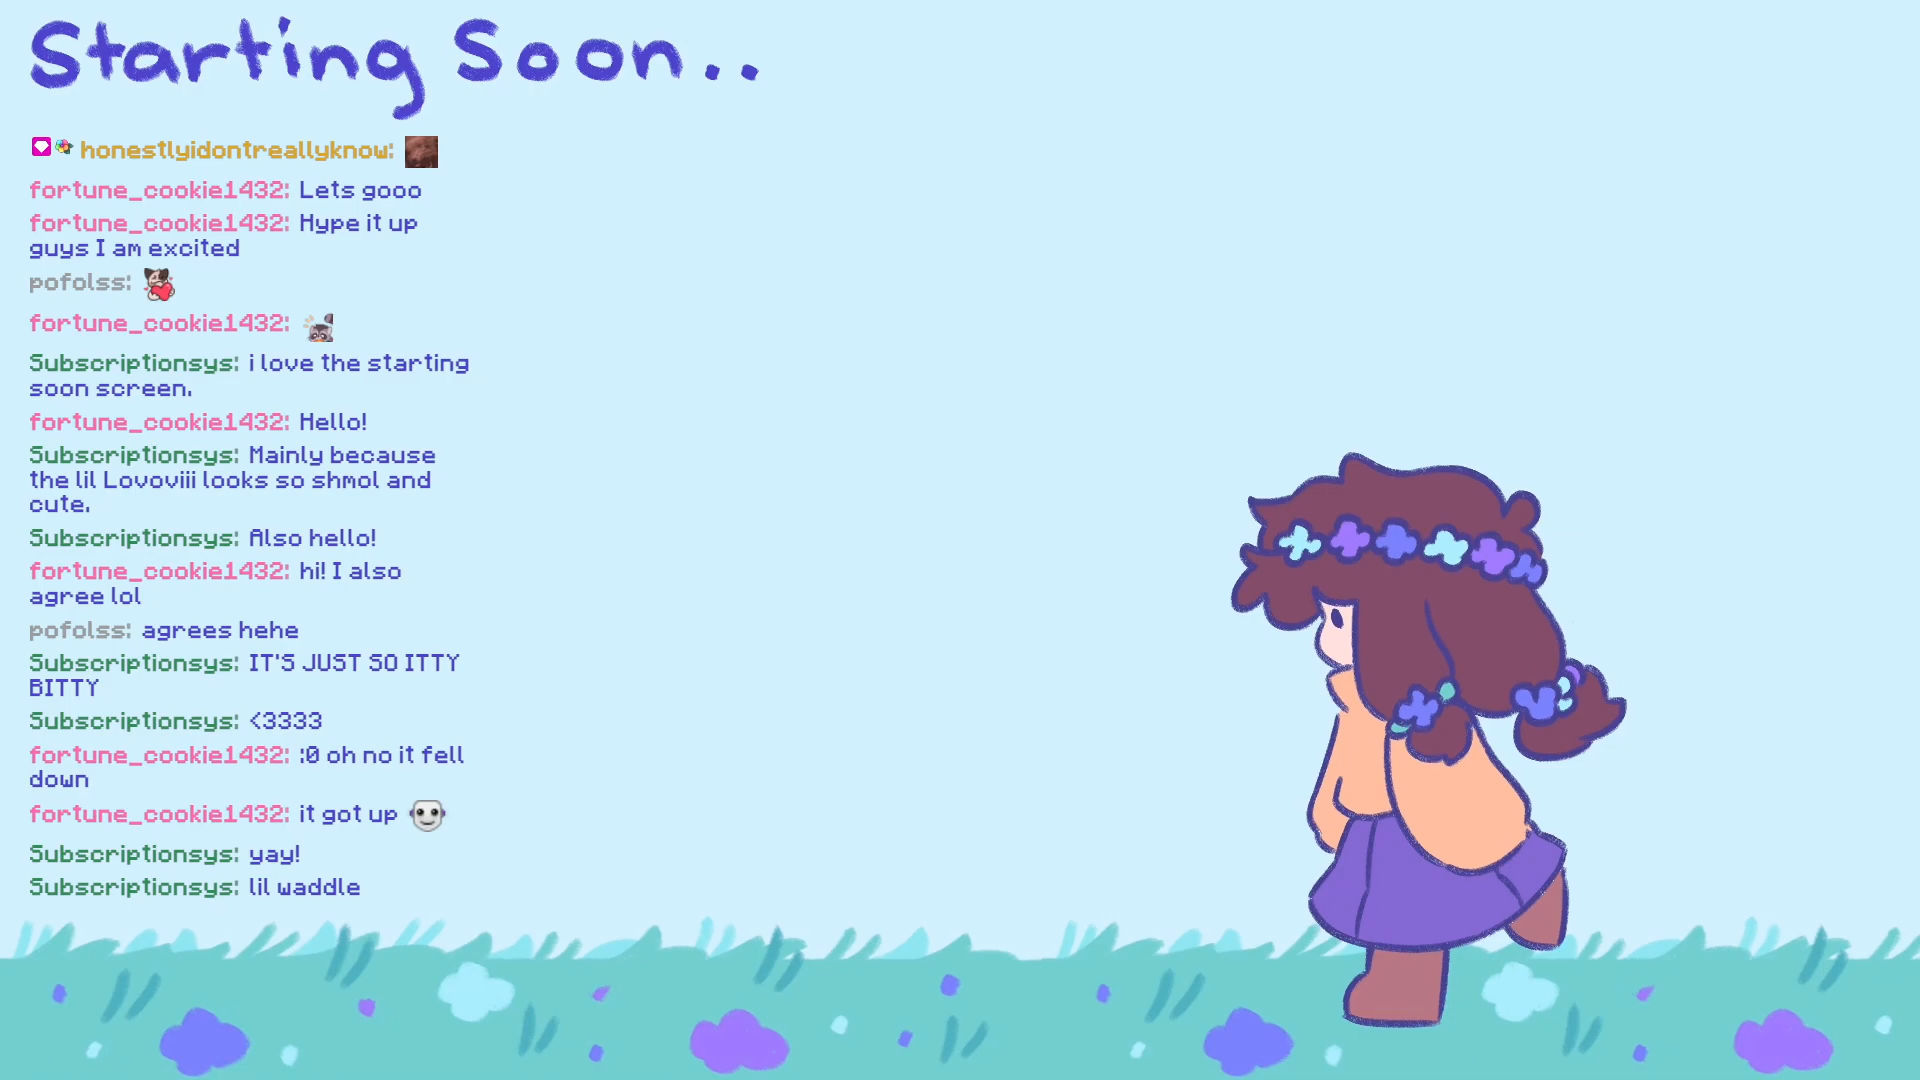 Starting Soon..
honestlyidontreallyknow:
fortune_cookie1432: Lets gooo
fortune_cookie1432: Hype it up
guys I am excited
pofolss:
fortune_cookie1432:
Subscriptionsys: i love the starting
soon screen.
fortune_cookie1432: Hello!
Subscriptionsys: Mainly because
the lil Lovoviii looks so shmol and
cute.
Subscriptionsys: Also hello!
fortune_cookie1432: hi! I also
agree lol
pofolss: agrees hehe
Subscriptionsys: IT'S JUST SO ITTY
BITTY
Subscriptionsys: <3333
fortune_cookie1432: :0 oh no it fell
down
fortune_cookie1432: it got up
Subscriptionsys: yay!
Subscriptionsys: lil waddle